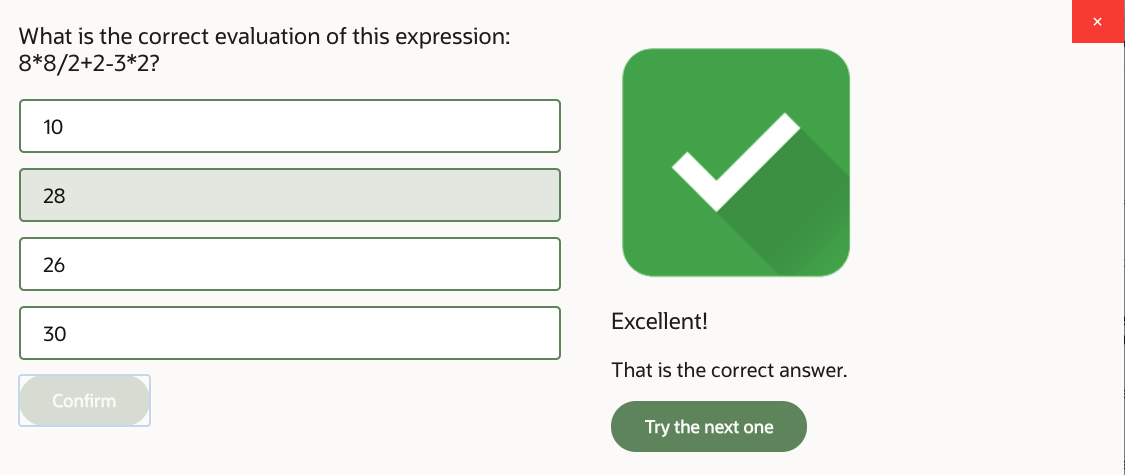 What is the correct evaluation of this expression:
8*8/2+2-3*2?
10
28
26
30
Confirm
×
Excellent!
That is the correct answer.
Try the next one